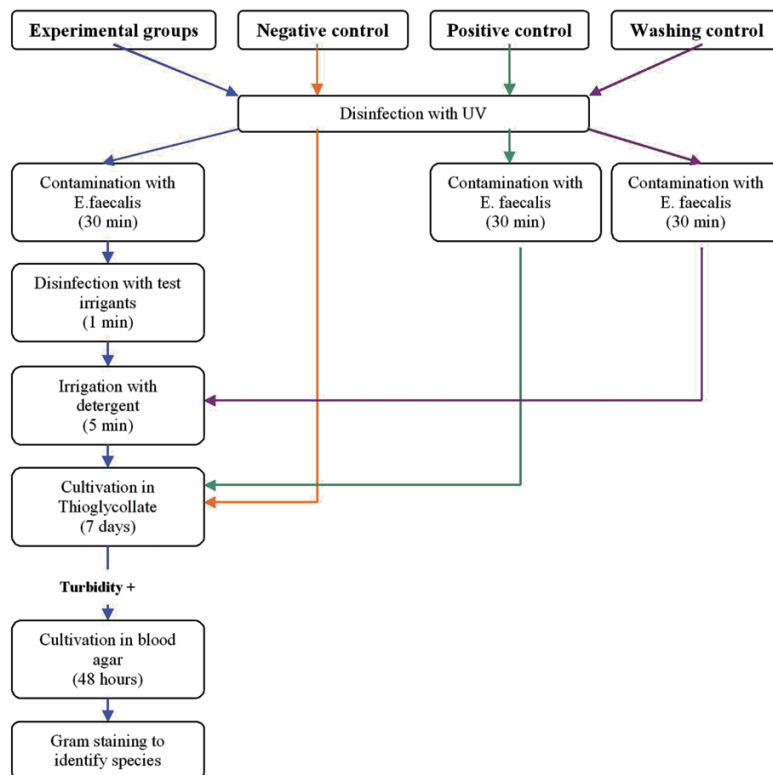 Experimental groups
Negative control
Positive control
Washing control
Disinfection with UV
Contamination with
E.faecalis
(30 min)
Contamination with
E. faecalis
(30 min)
Contamination with
E. faecalis
(30 min)
Disinfection with test
irrigants
(1 min)
Irrigation with
detergent
(5 min)
Cultivation in
Thioglycollate
(7 days)
Turbidity +
Cultivation in blood
agar
(48 hours)
Gram staining to
identify species